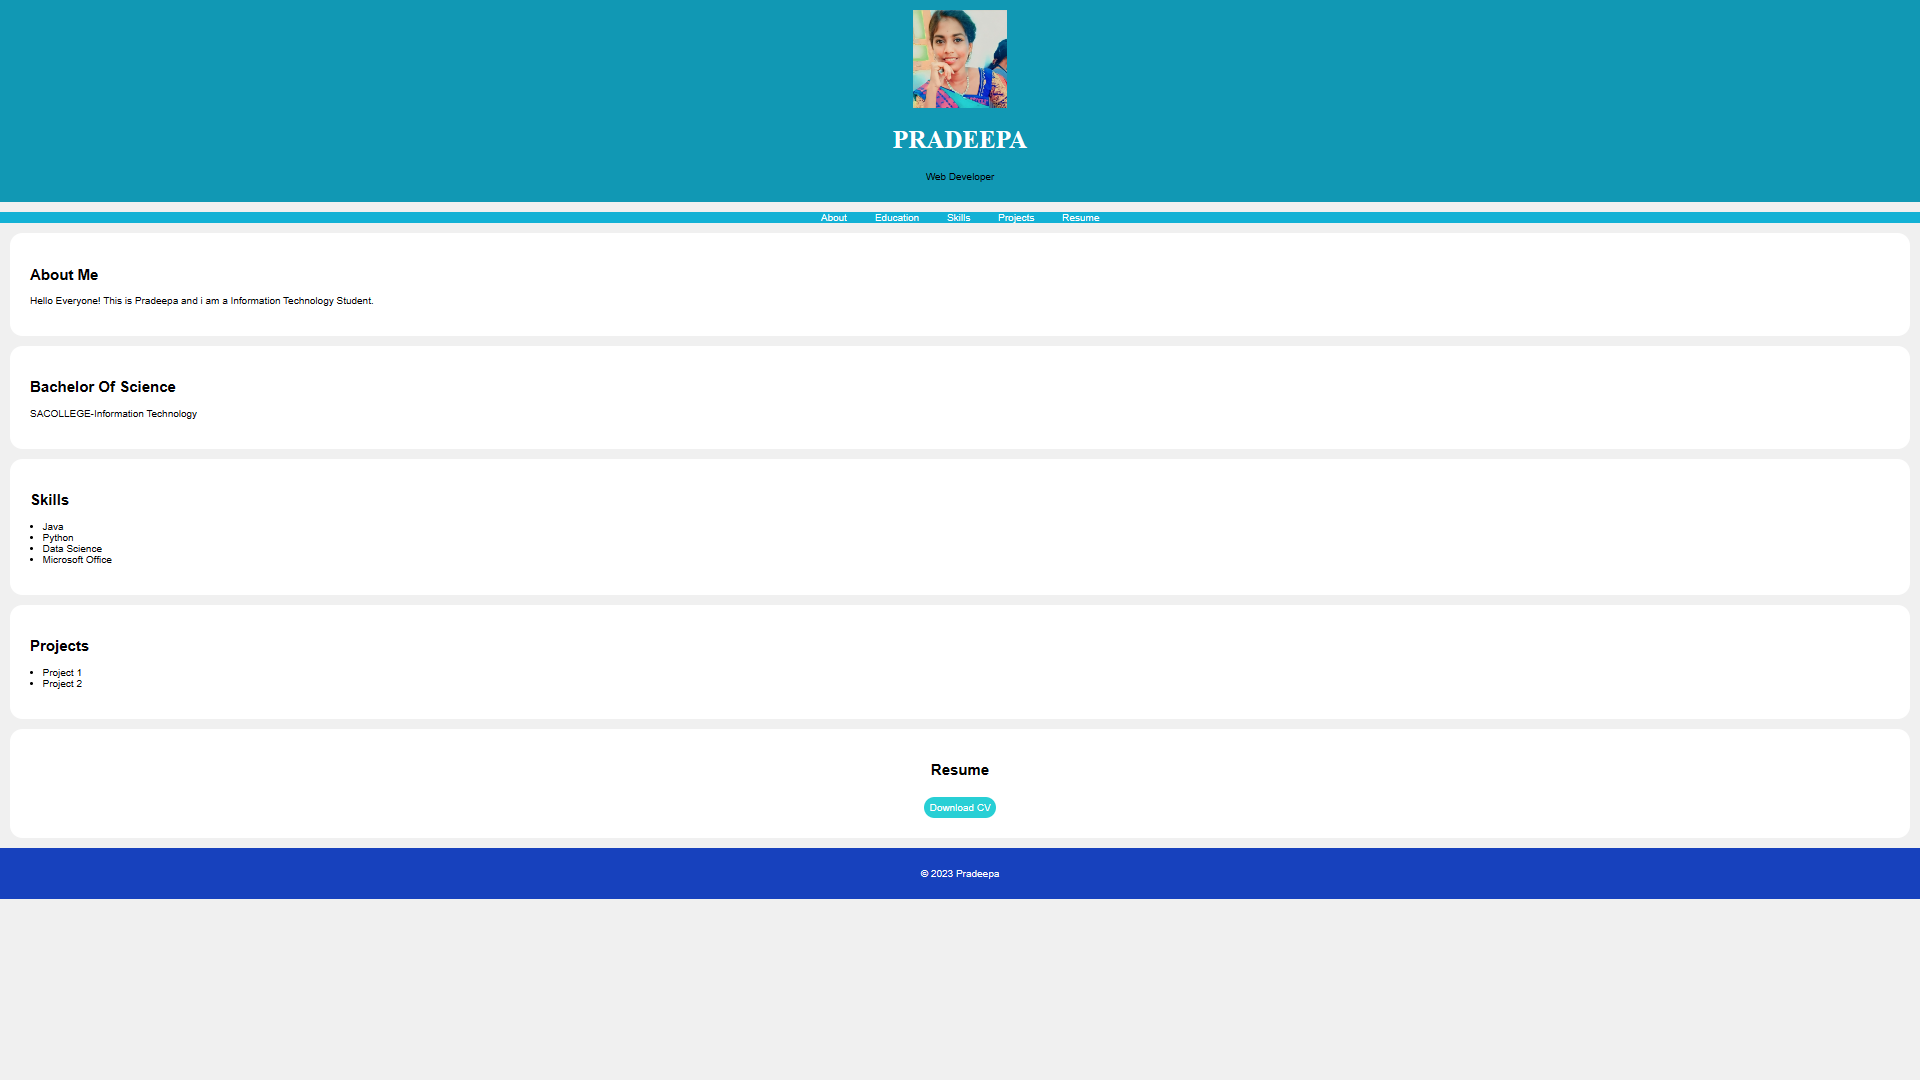 PRADEEPA
Web Developer
About Education Skills Projects Resume
About Me
Hello Everyone! This is Pradeepa and i am a Information Technology Student.
Bachelor Of Science
SACOLLEGE-Information Technology
Skills
• Java
• Python
• Data Science
• Microsoft Office
Projects
• Project 1
• Project 2
Resume
Download CV
© 2023 Pradeepa